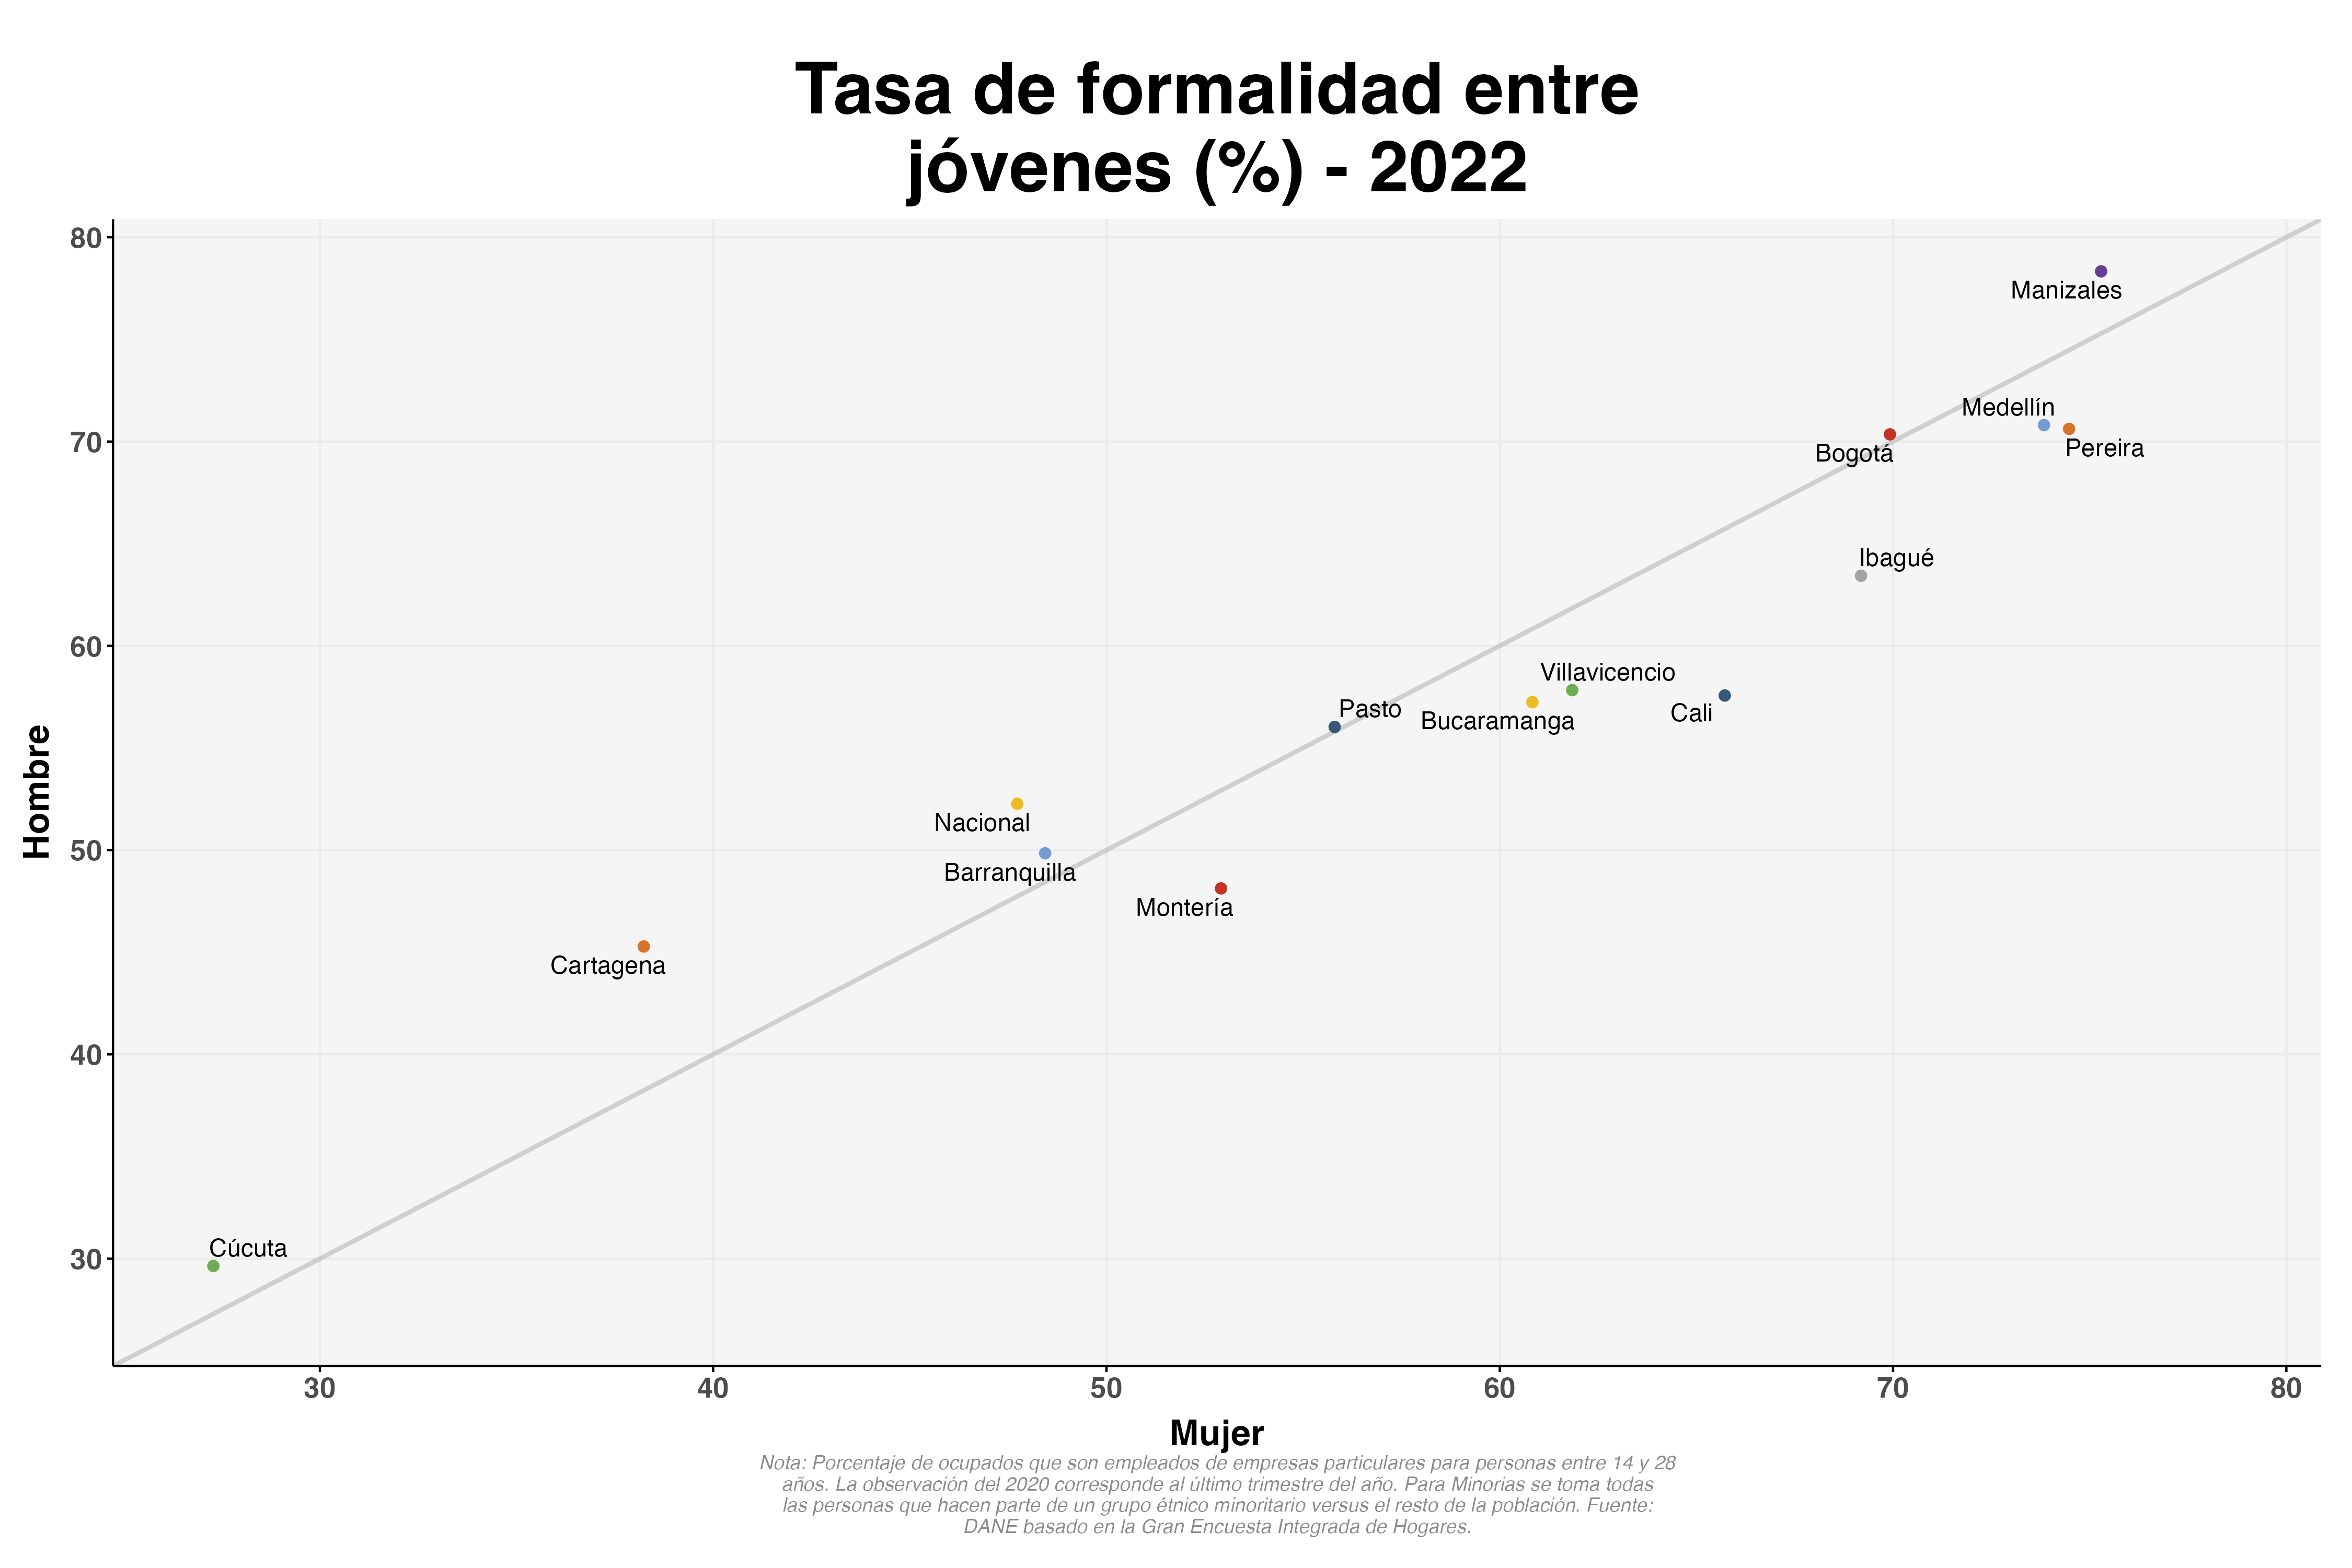 Tasa de formalidad entre
jóvenes (%) - 2022
80
70
60
50
40
30
Hombre
Manizales
Medellín
Pereira
Bogotá
Ibagué
Villavicencio
Pasto
Bucaramanga
Cali
Nacional
Barranquilla
Montería
Cartagena
Cúcuta
30
40
50
60
70
80
Mujer
Nota: Porcentaje de ocupados que son empleados de empresas particulares para personas entre 14 y 28
años. La observación del 2020 corresponde al último trimestre del año. Para Minorias se toma todas
las personas que hacen parte de un grupo étnico minoritario versus el resto de la población. Fuente:
DANE basado en la Gran Encuesta Integrada de Hogares.